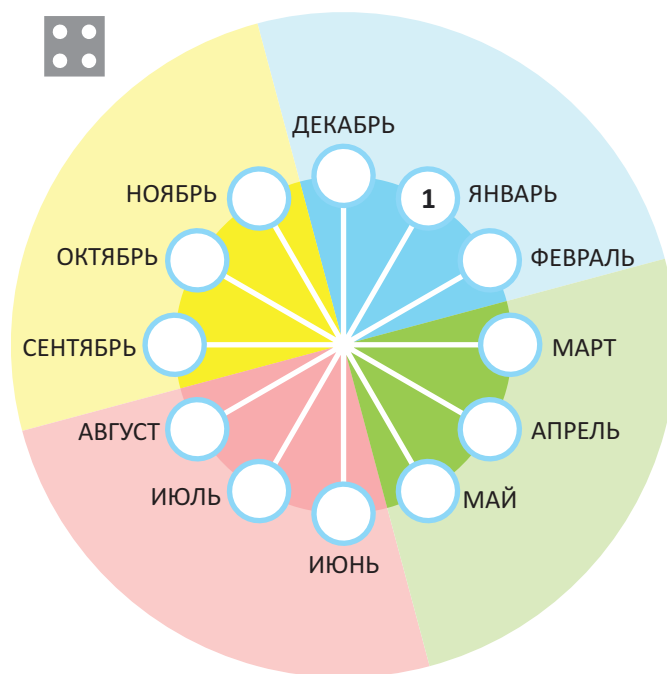 ДЕКАБРЬ
НОЯБРЬ
1
ЯНВАРЬ
ОКТЯБРЬ
ФЕВРАЛЬ
СЕНТЯБРЬ
МАРТ
АВГУСТ
АПРЕЛЬ
ИЮЛЬ
МАЙ
ИЮНЬ